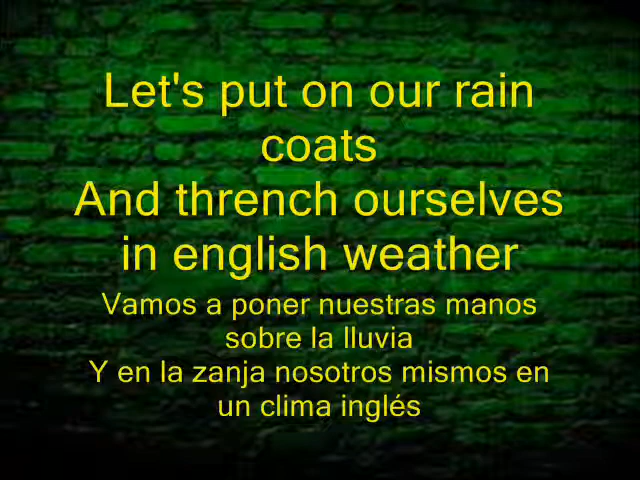 Let's put on our rain
coats
And thrench ourselves
in english weather
Vamos a poner nuestras manos
sobre la lluvia
Y en la zanja nosotros mismos en
un clima inglés